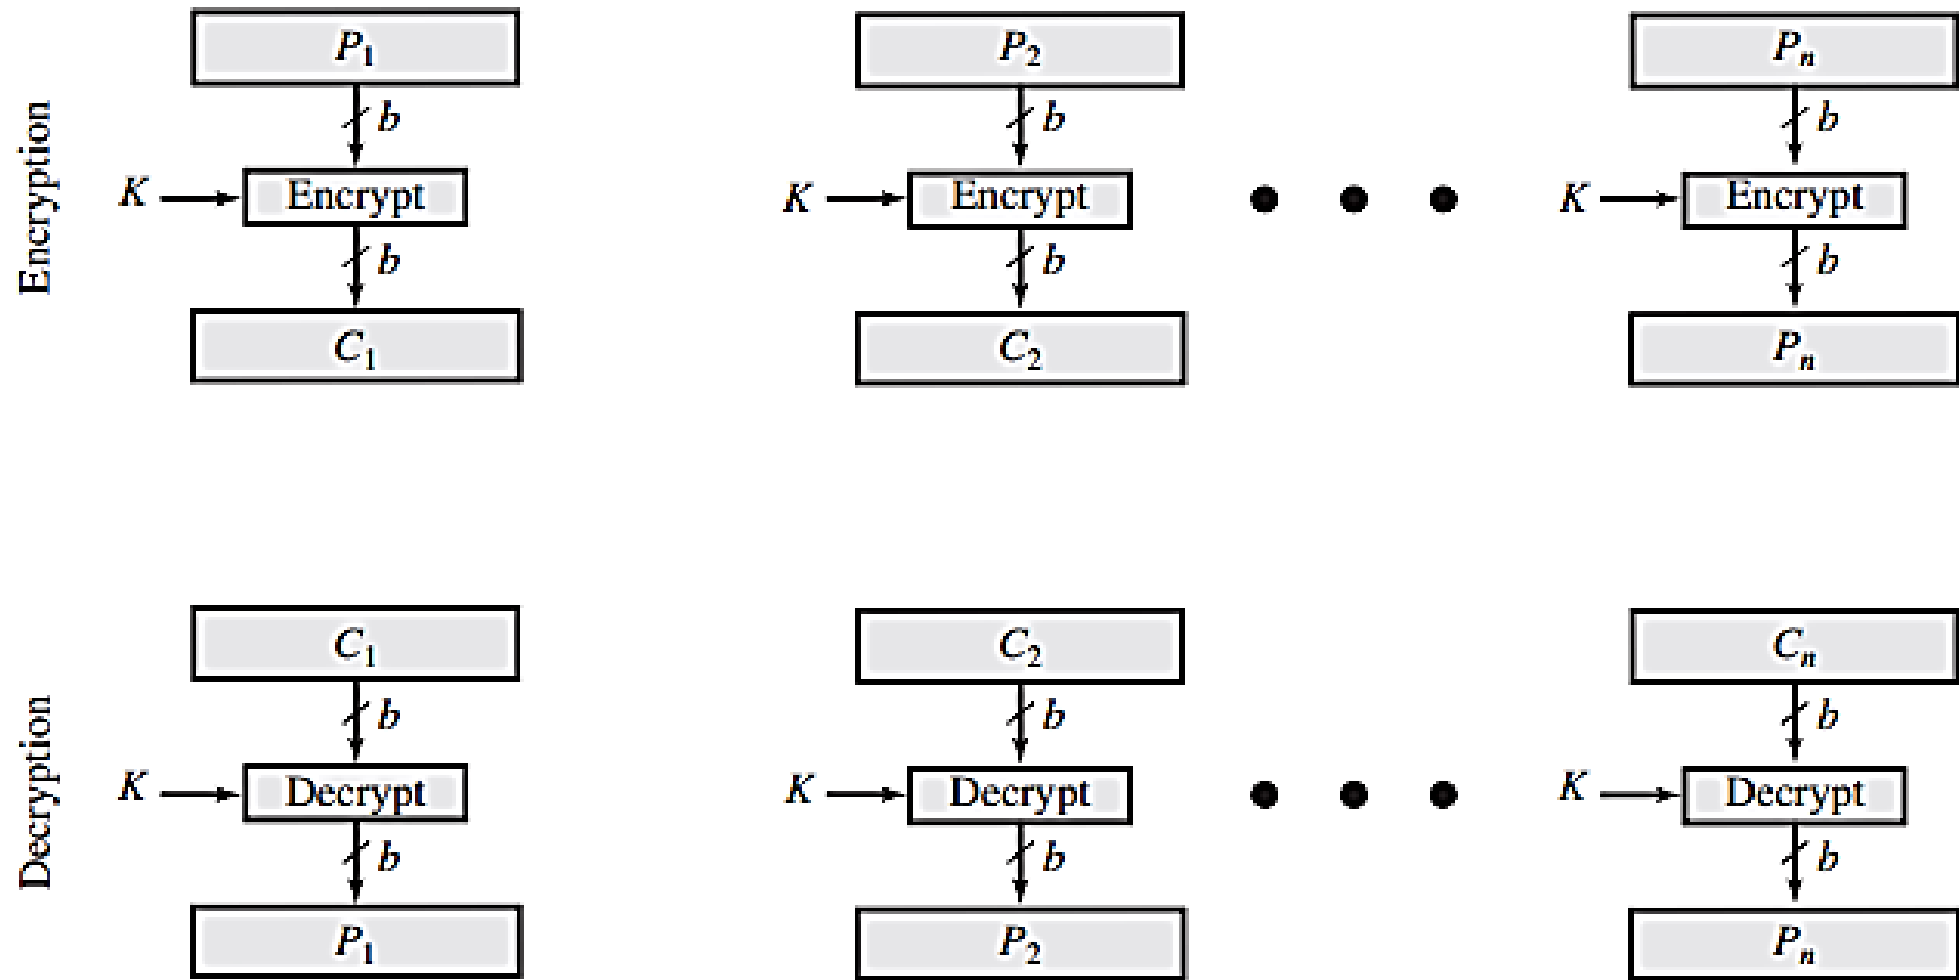 Encryption
P₁ P₂ Pₙ
b b b
K Encrypt K Encrypt K Encrypt
b b b
C₁ C₂ Pₙ
Decryption
C₁ C₂ Cₙ
b b b
K Decrypt K Decrypt K Decrypt
b b b
P₁ P₂ Pₙ